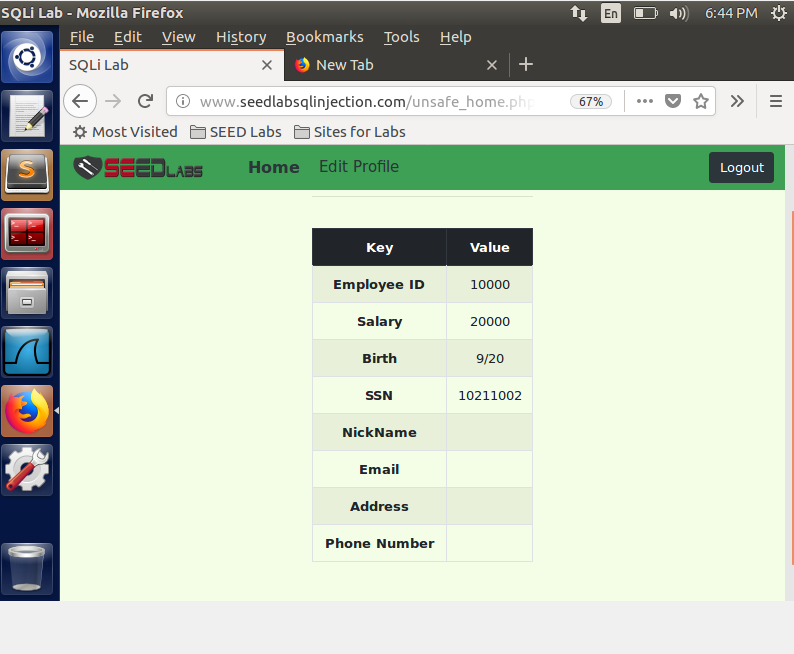 SQLi Lab - Mozilla Firefox
En
6:44 PM
File Edit View History Bookmarks Tools Help
SQLi Lab
New Tab
www.seedlabsqlinjection.com/unsafe_home.php
67%
Most Visited
SEED Labs
Sites For Labs
SEEDLABS
Home
Edit Profile
Logout
Key Value
Employee ID 10000
Salary 20000
Birth 9/20
SSN 10211002
NickName
Email
Address
Phone Number